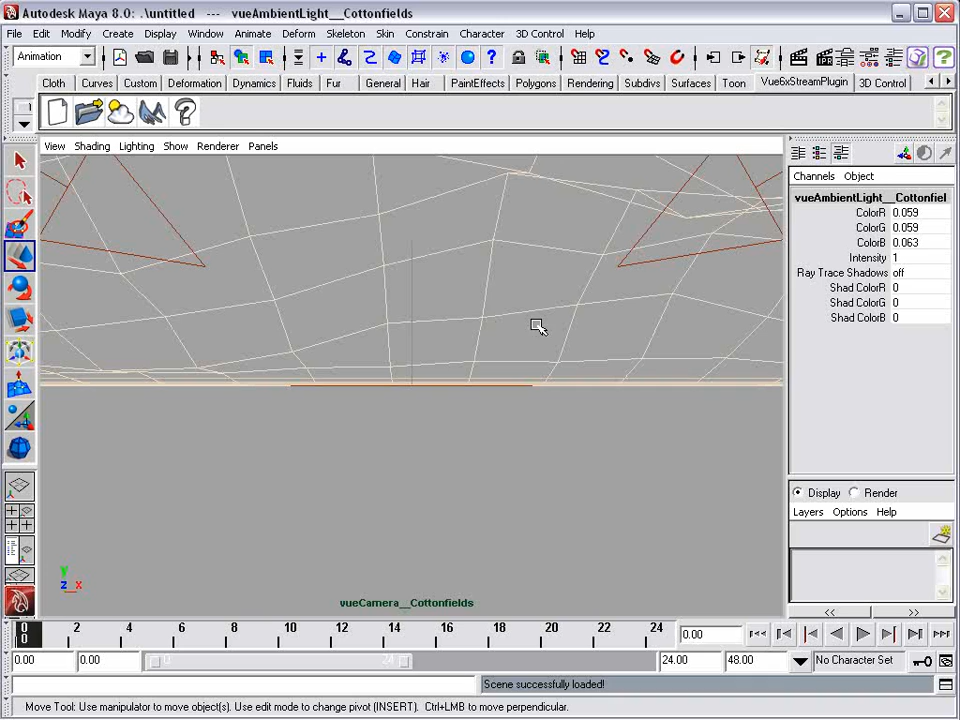 Autodesk Maya 8.0: .\untitled --- vueAmbientLight__Cottonfields
File Edit Modify Create Display Window Animate Deform Skeleton Skin Constrain Character 3D Control Help
Animation
Cloth Curves Custom Deformation Dynamics Fluids Fur General Hair PaintEffects Polygons Rendering Subdivs Surfaces Toon Vue6xStreamPlugin 3D Control
View Shading Lighting Show Renderer Panels
Channels Object
vueAmbientLight__Cottonfiel
ColorR 0.059
ColorG 0.059
ColorB 0.063
Intensity 1
Ray Trace Shadows off
Shad ColorR 0
Shad ColorG 0
Shad ColorB 0
Display Render
Layers Options Help
y
z x
vueCamera__Cottonfields
<< >>
0 2 4 6 8 10 12 14 16 18 20 22 24
0
0.00
0.00 0.00 0 24 24.00 48.00 No Character Set
Scene successfully loaded!
Move Tool: Use manipulator to move object(s). Use edit mode to change pivot (INSERT). Ctrl+LMB to move perpendicular.